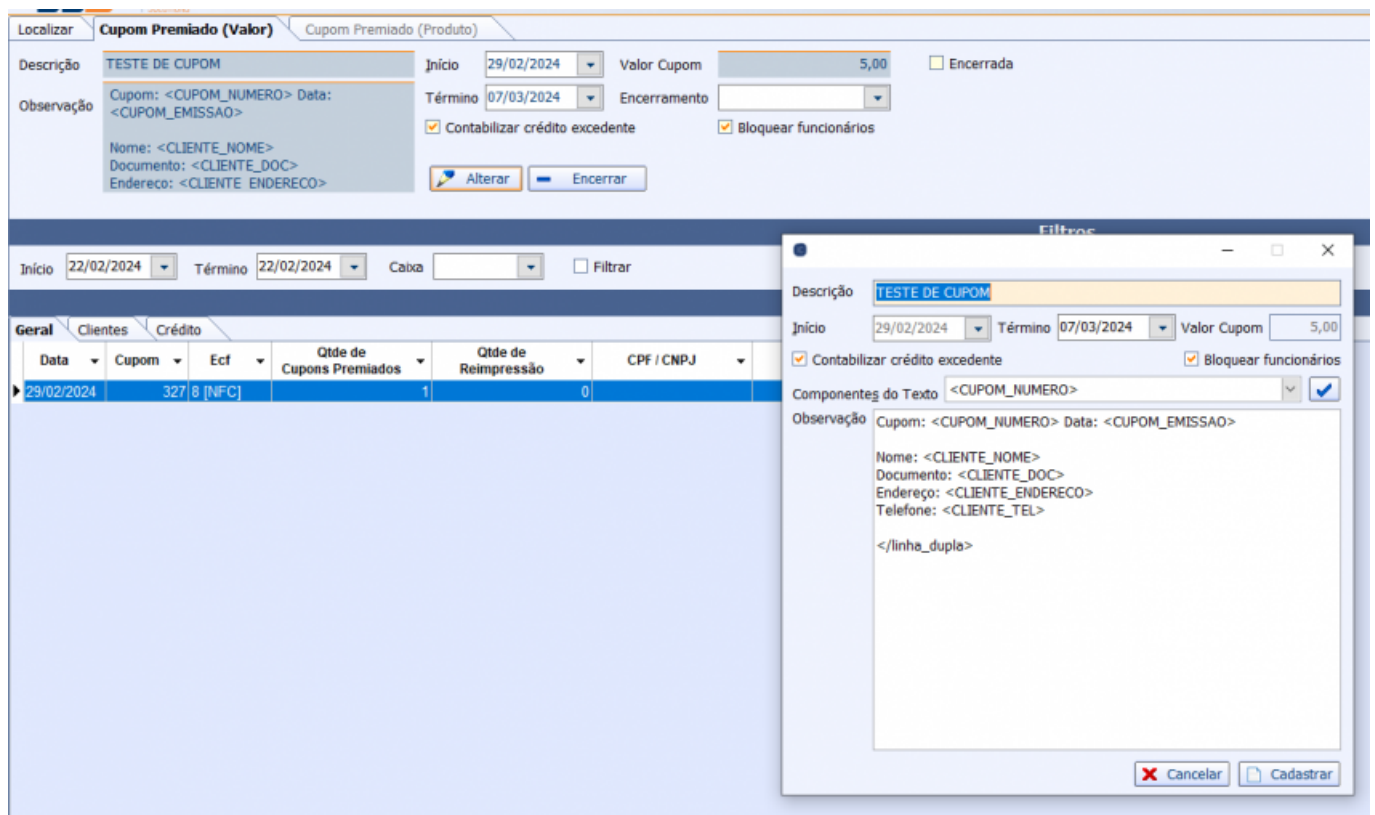 Localizar Cupom Premiado (Valor) Cupom Premiado (Produto)
Descrição TESTE DE CUPOM Início 29/02/2024 Valor Cupom 5,00 Encerrada
Observação Cupom: <CUPOM_NUMERO> Data:
<CUPOM_EMISSAO>
Término 07/03/2024 Encerramento
Contabilizar crédito excedente Bloquear funcionários
Nome: <CLIENTE_NOME>
Documento: <CLIENTE_DOC>
Endereco: <CLIENTE ENDERECO>
Alterar Encerrar
Filtros
Início 22/02/2024 Término 22/02/2024 Caixa Filtrar
Geral Clientes Crédito
Data Cupom Ecf Qtde de Cupons Premiados Qtde de Reimpressão CPF / CNPJ
29/02/2024 327 8 [NFC] 1 0
Descrição TESTE DE CUPOM
Início 29/02/2024 Término 07/03/2024 Valor Cupom 5,00
Contabilizar crédito excedente Bloquear funcionários
Componentes do Texto <CUPOM_NUMERO>
Observação Cupom: <CUPOM_NUMERO> Data: <CUPOM_EMISSAO>
Nome: <CLIENTE_NOME>
Documento: <CLIENTE_DOC>
Endereço: <CLIENTE_ENDERECO>
Telefone: <CLIENTE_TEL>
</linha_dupla>
Cancelar Cadastrar